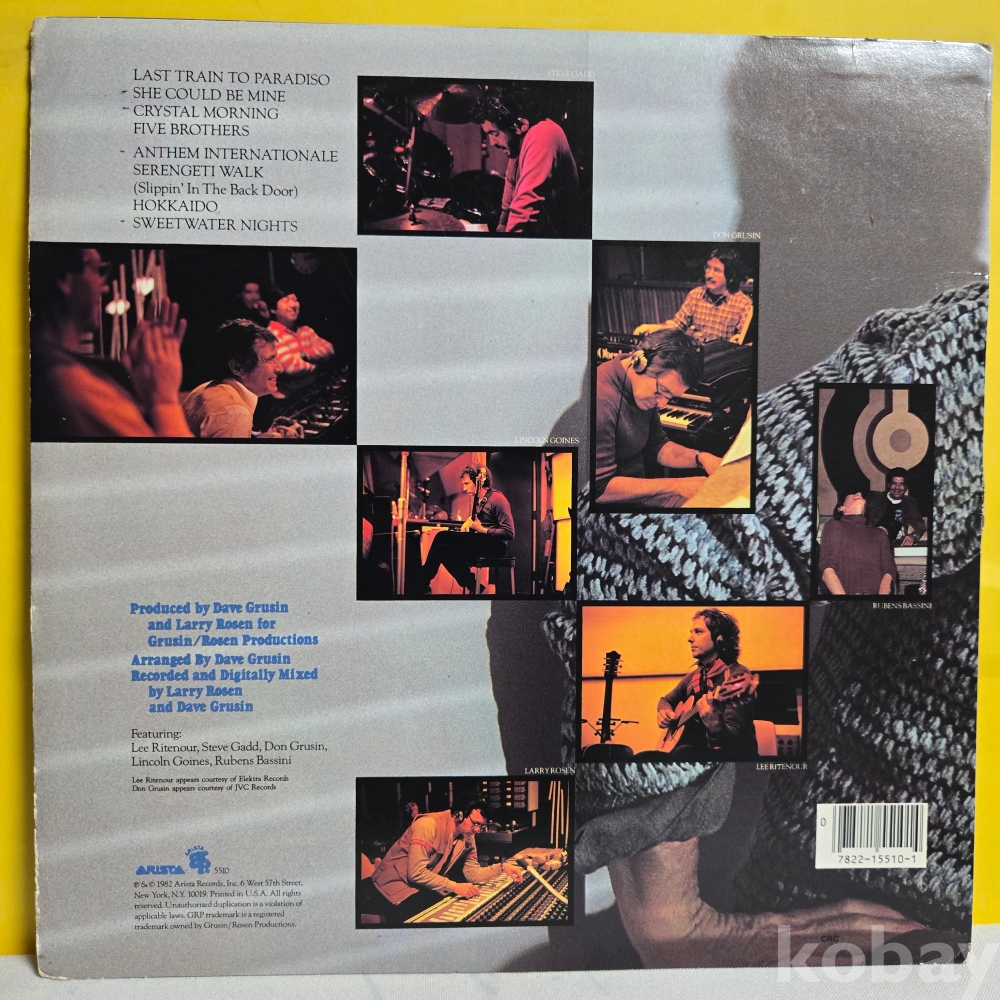 LAST TRAIN TO PARADISO
SHE COULD BE MINE
CRYSTAL MORNING
FIVE BROTHERS
ANTHEM INTERNATIONALE
SERENGETI WALK
(Slippin' In The Back Door)
HOKKAIDO
SWEETWATER NIGHTS
STEVE GADD
DON GRUSIN
LINCOLN GOINES
RUBENS BASSINI
LEE RITENOUR
LARRY ROSEN
Produced by Dave Grusin
and Larry Rosen for
Grusin/Rosen Productions
Arranged By Dave Grusin
Recorded and Digitally Mixed
by Larry Rosen
and Dave Grusin
Featuring:
Lee Ritenour, Steve Gadd, Don Grusin,
Lincoln Goines, Rubens Bassini
Lee Ritenour appears courtesy of Elektra Records
Don Grusin appears courtesy of JVC Records
ARISTA
ARISTA
GRP
5510
℗ & © 1982 Arista Records, Inc. 6 West 57th Street,
New York, N.Y. 10019. Printed in U.S.A. All rights
reserved. Unauthorized duplication is a violation of
applicable laws. GRP trademark is a registered
trademark owned by Grusin/Rosen Productions.
0
7822-15510-1
CRC
kobay